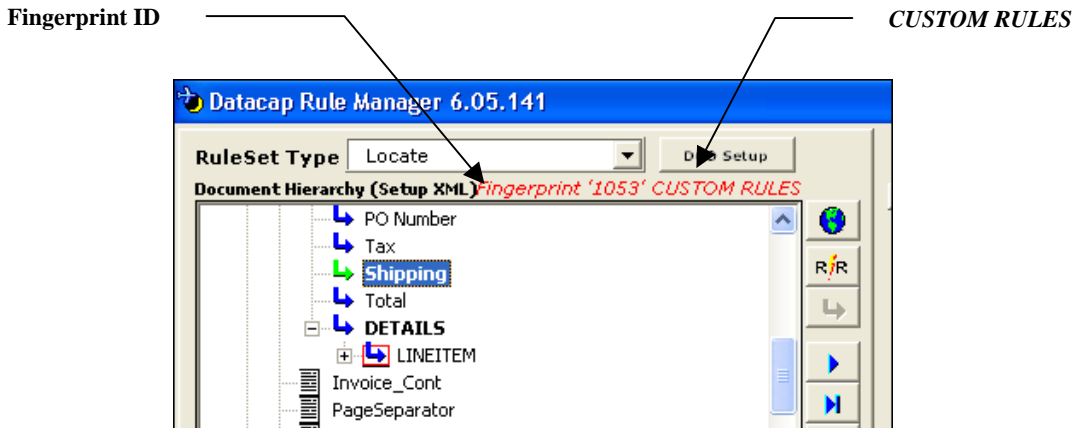 Fingerprint ID
CUSTOM RULES
Datacap Rule Manager 6.05.141
RuleSet Type Locate Setup
Document Hierarchy (Setup XML) Fingerprint '1053' CUSTOM RULES
PO Number
Tax
Shipping
R/R
Total
DETAILS
LINEITEM
Invoice_Cont
PageSeparator